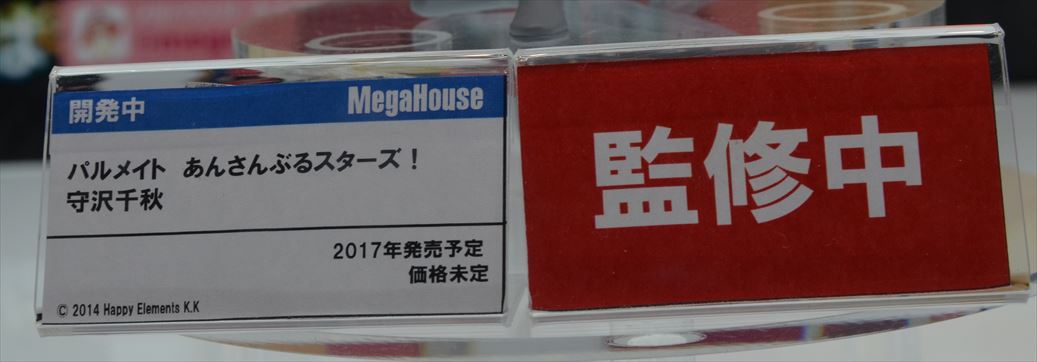 開発中 MegaHouse
パルメイト あんさんぶるスターズ！
守沢千秋
2017年発売予定
価格未定
© 2014 Happy Elements K.K
監修中